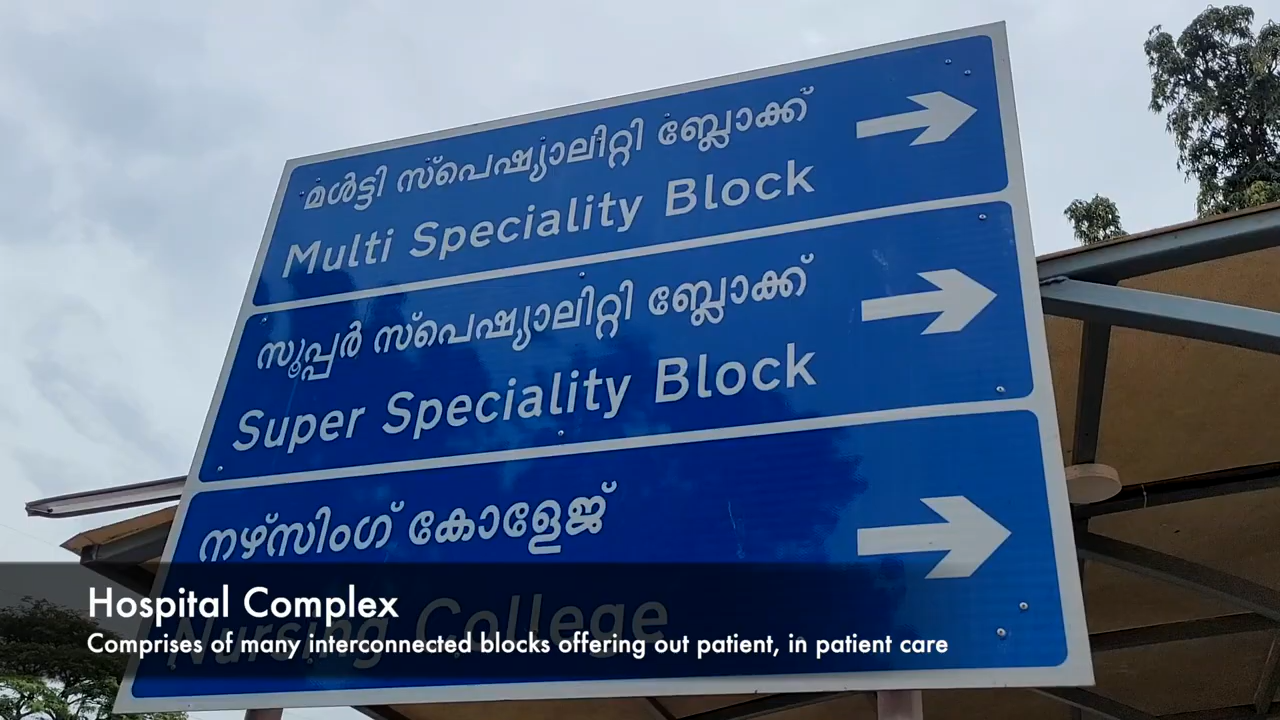 മൾട്ടി സ്പെഷ്യാലിറ്റി ബ്ലോക്ക്
Multi Speciality Block
സൂപ്പർ സ്പെഷ്യാലിറ്റി ബ്ലോക്ക്
Super Speciality Block
നഴ്സിംഗ് കോളേജ്
Nursing College
Hospital Complex
Comprises of many interconnected blocks offering out patient, in patient care